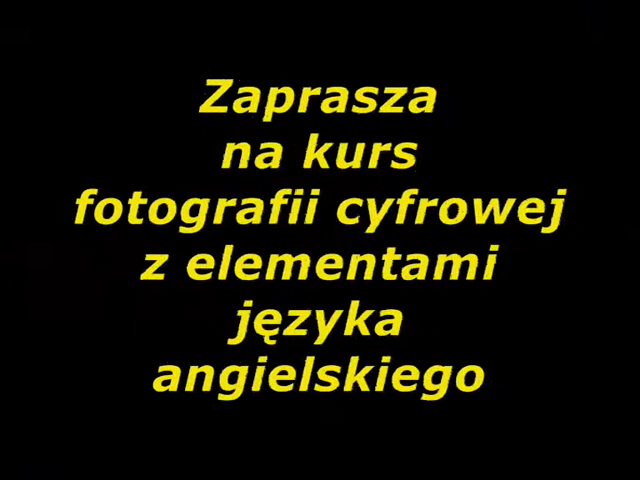 Zaprasza
na kurs
fotografii cyfrowej
z elementami
języka
angielskiego